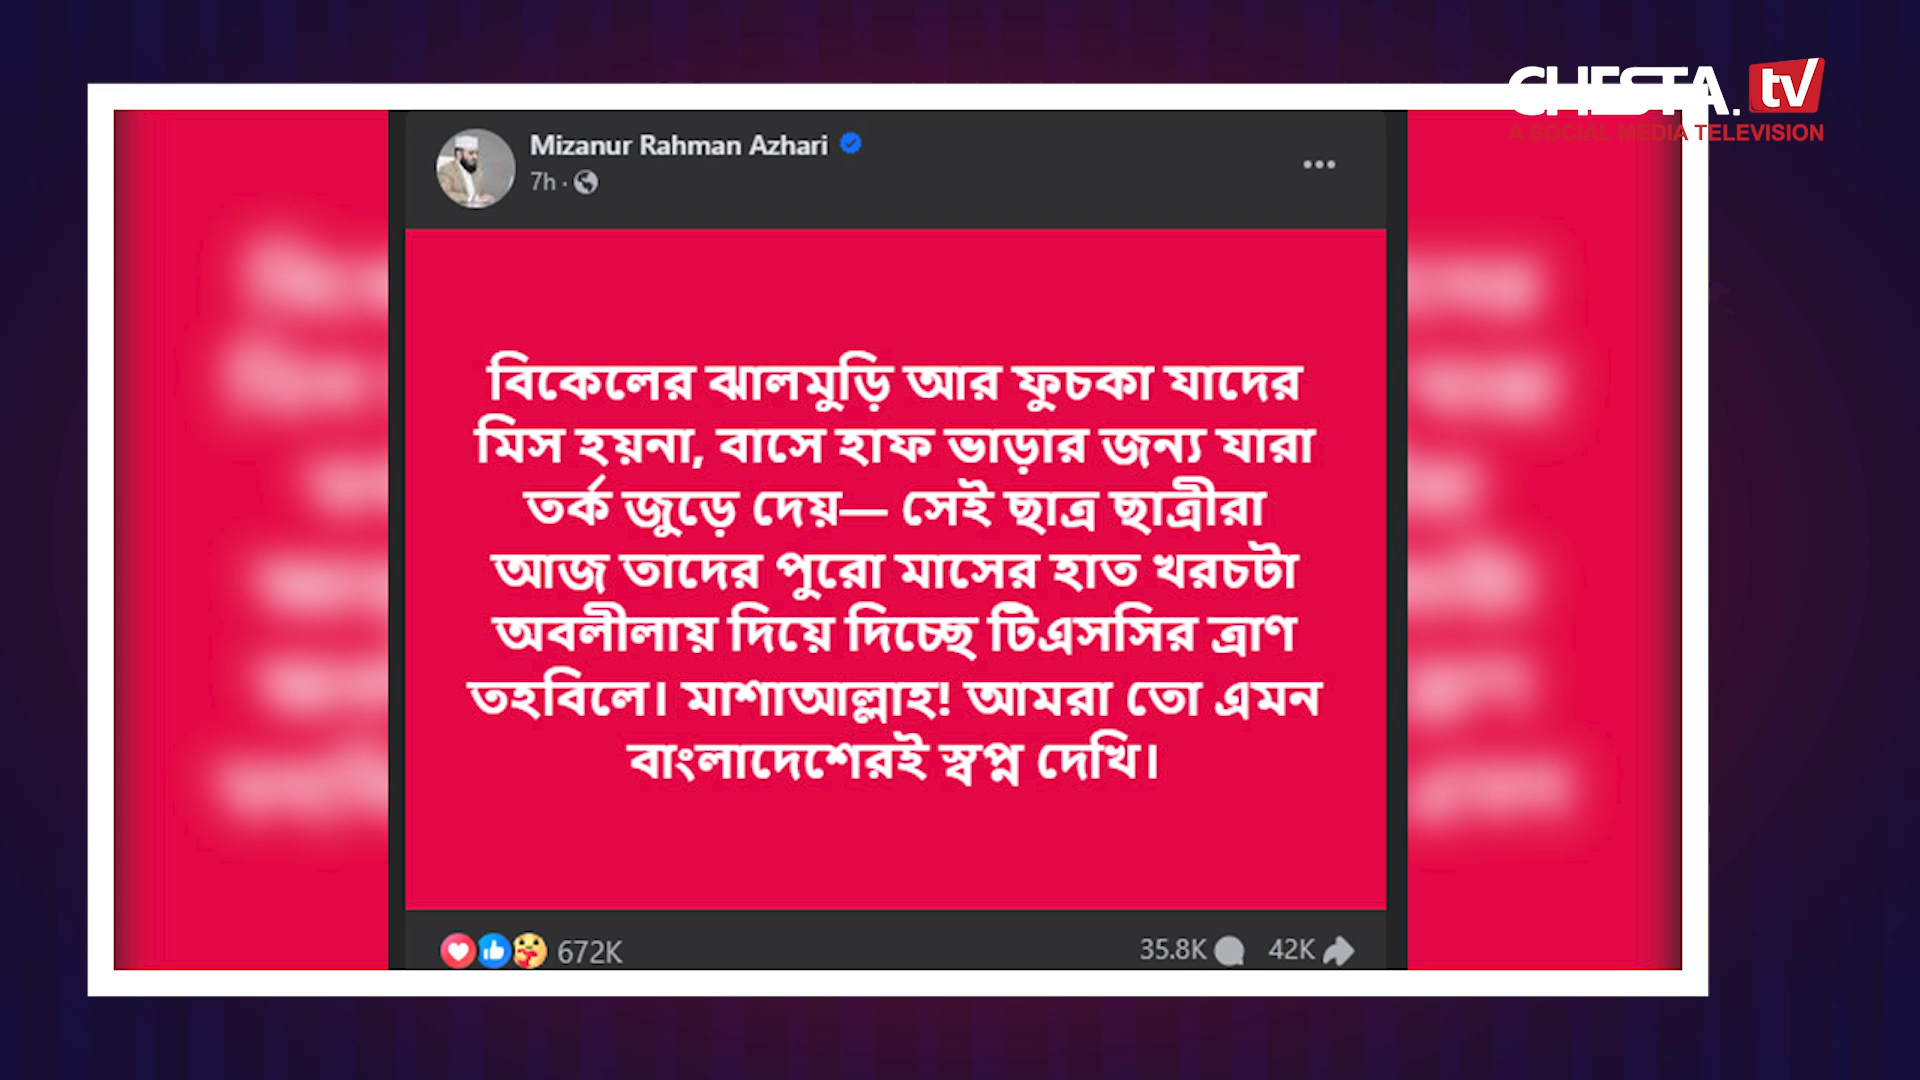 CHESTA.tv
A SOCIAL MEDIA TELEVISION
Mizanur Rahman Azhari
7h ·
বিকেলের ঝালমুড়ি আর ফুচকা যাদের
মিস হয়না, বাসে হাফ ভাড়ার জন্য যারা
তর্ক জুড়ে দেয়— সেই ছাত্র ছাত্রীরা
আজ তাদের পুরো মাসের হাত খরচটা
অবলীলায় দিয়ে দিচ্ছে টিএসসির ত্রাণ
তহবিলে। মাশাআল্লাহ! আমরা তো এমন
বাংলাদেশেরই স্বপ্ন দেখি।
672K 35.8K 42K